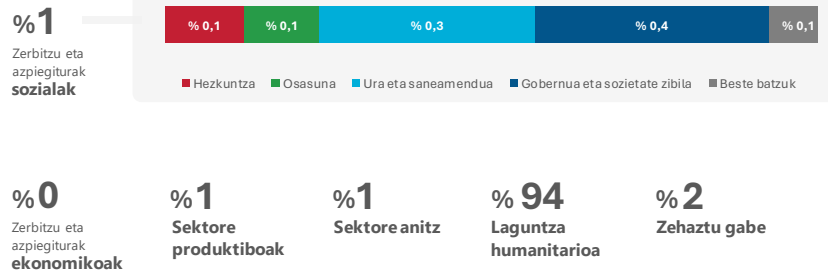 %1
Zerbitzu eta
azpiegiturak
sozialak
% 0,1 % 0,1 % 0,3 % 0,4 % 0,1
Hezkuntza Osasuna Ura eta saneamendua Gobernua eta sozietate zibila Beste batzuk
%0
Zerbitzu eta
azpiegiturak
ekonomikoak
%1
Sektore
produktiboak
%1
Sektore anitz
% 94
Laguntza
humanitarioa
%2
Zehaztu gabe